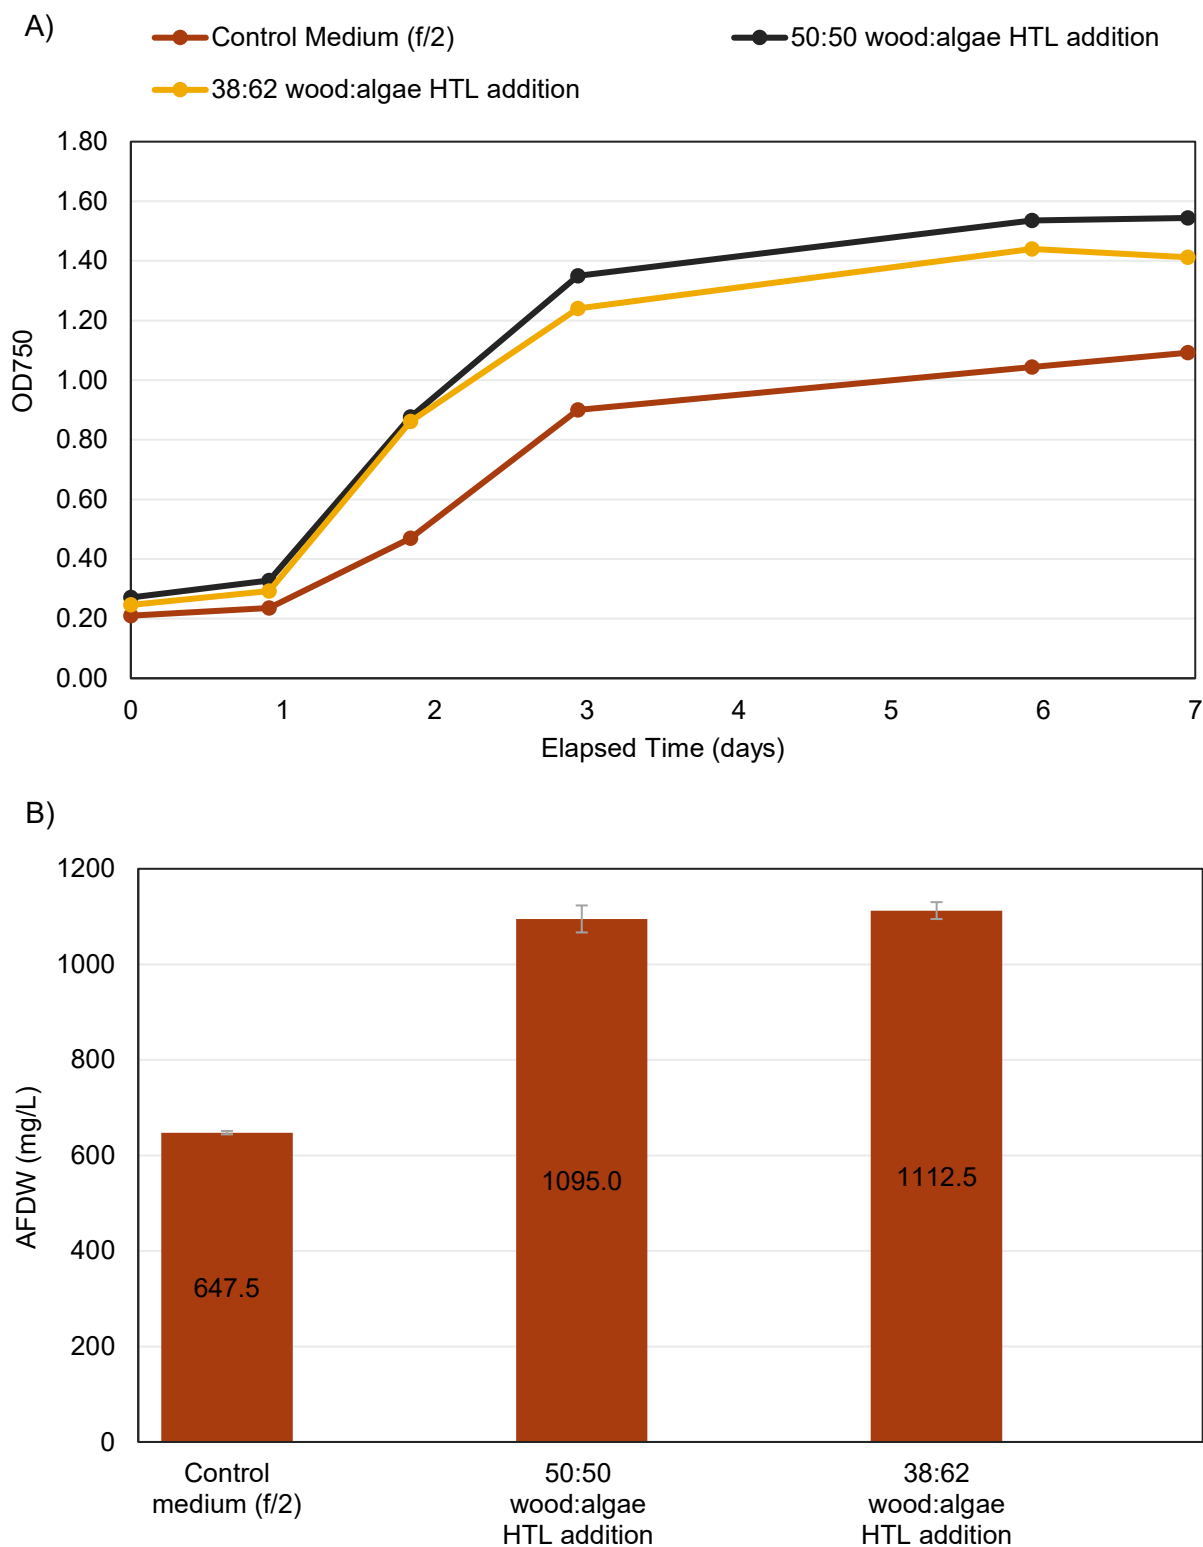 A)
Control Medium (f/2)
50:50 wood:algae HTL addition
38:62 wood:algae HTL addition
1.80
1.60
1.40
1.20
1.00
0.80
0.60
0.40
0.20
0.00
OD750
0 1 2 3 4 5 6 7
Elapsed Time (days)
B)
1200
1000
800
600
400
200
0
AFDW (mg/L)
647.5
1095.0
1112.5
Control
medium (f/2)
50:50
wood:algae
HTL addition
38:62
wood:algae
HTL addition